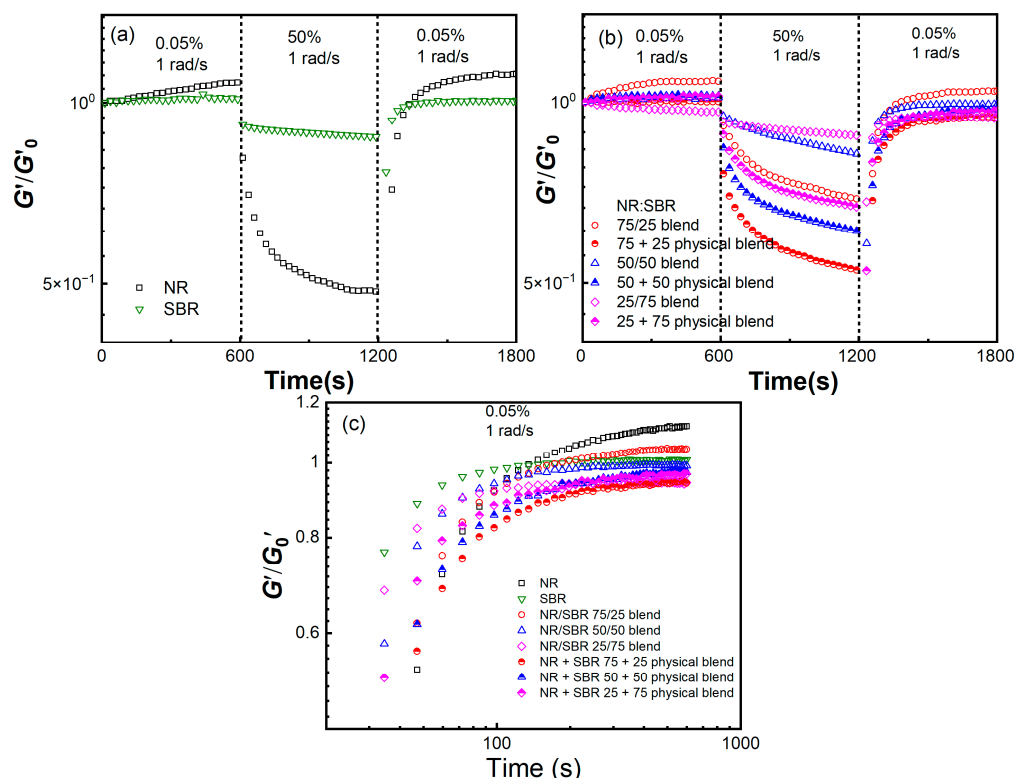 (a)
0.05%
1 rad/s
50%
1 rad/s
0.05%
1 rad/s
10⁰
5×10⁻¹
G'/G'₀
NR
SBR
0 600 1200 1800
Time(s)
(b)
0.05%
1 rad/s
50%
1 rad/s
0.05%
1 rad/s
10⁰
5×10⁻¹
G'/G'₀
NR:SBR
75/25 blend
75 + 25 physical blend
50/50 blend
50 + 50 physical blend
25/75 blend
25 + 75 physical blend
0 600 1200 1800
Time(s)
(c)
0.05%
1 rad/s
1.2
1
0.8
0.6
G'/G₀'
NR
SBR
NR/SBR 75/25 blend
NR/SBR 50/50 blend
NR/SBR 25/75 blend
NR + SBR 75 + 25 physical blend
NR + SBR 50 + 50 physical blend
NR + SBR 25 + 75 physical blend
100 1000
Time (s)